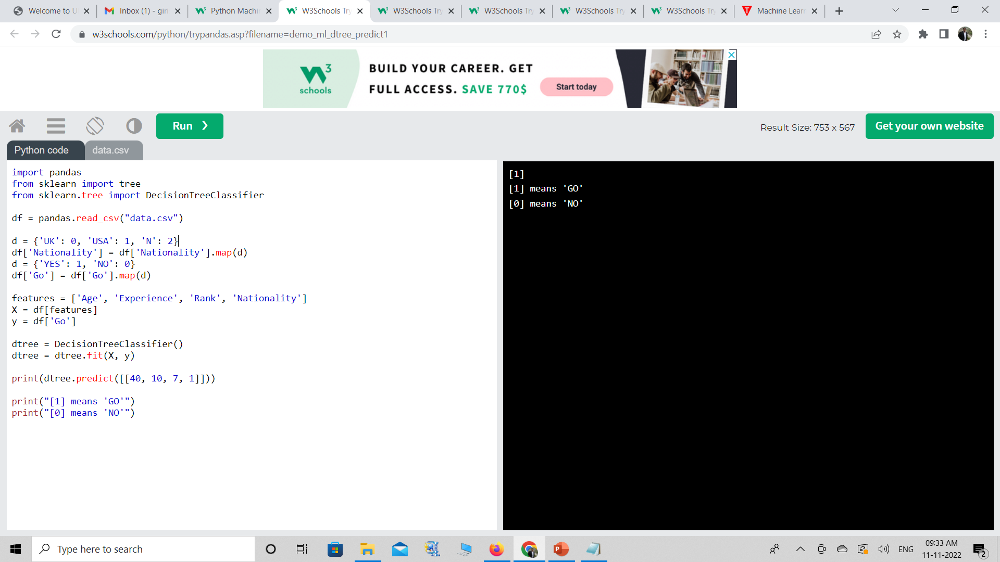 Welcome to U
Inbox (1) - giri
Python Machin
W3Schools Try
W3Schools Try
W3Schools Try
W3Schools Try
W3Schools Try
Machine Learn
w3schools.com/python/trypandas.asp?filename=demo_ml_dtree_predict1
3
schools
BUILD YOUR CAREER. GET
FULL ACCESS. SAVE 770$
Start today
Run ❯
Result Size: 753 x 567
Get your own website
Python code
data.csv
import pandas
from sklearn import tree
from sklearn.tree import DecisionTreeClassifier
df = pandas.read_csv("data.csv")
d = {'UK': 0, 'USA': 1, 'N': 2}
df['Nationality'] = df['Nationality'].map(d)
d = {'YES': 1, 'NO': 0}
df['Go'] = df['Go'].map(d)
features = ['Age', 'Experience', 'Rank', 'Nationality']
X = df[features]
y = df['Go']
dtree = DecisionTreeClassifier()
dtree = dtree.fit(X, y)
print(dtree.predict([[40, 10, 7, 1]]))
print("[1] means 'GO'")
print("[0] means 'NO'")
[1]
[1] means 'GO'
[0] means 'NO'
Type here to search
ENG
09:33 AM
11-11-2022
2